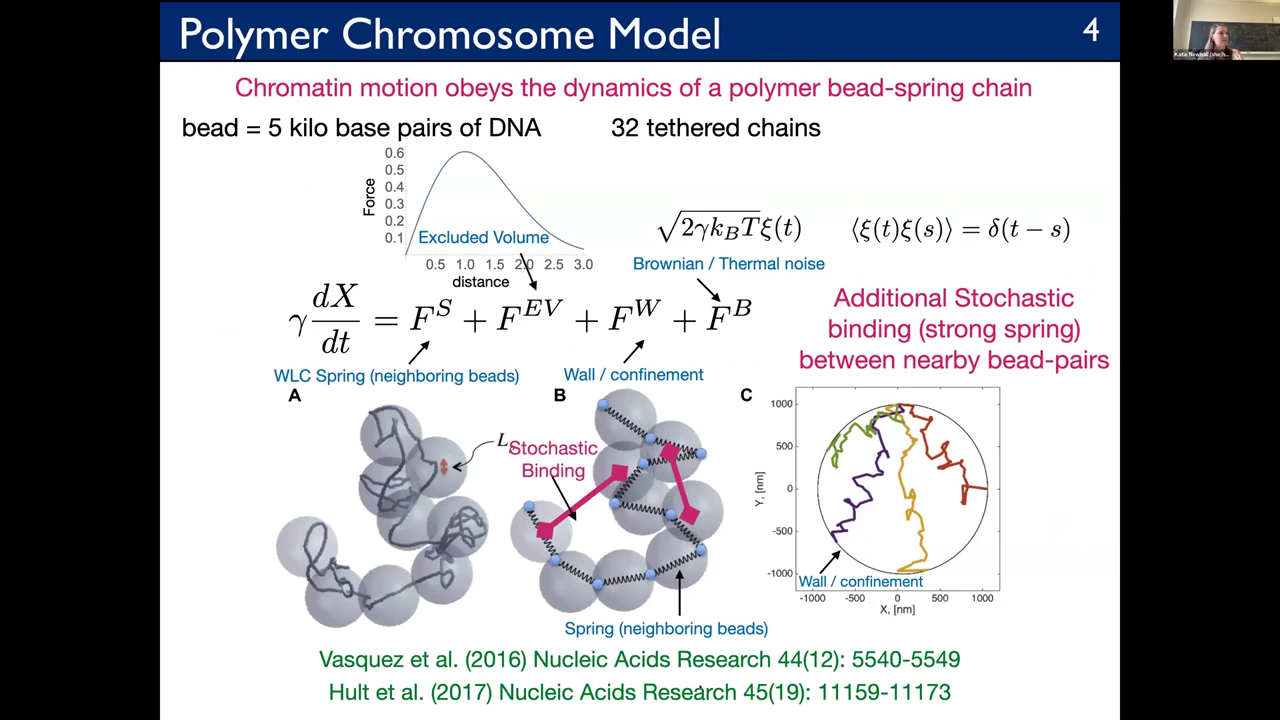 Polymer Chromosome Model
4
Chromatin motion obeys the dynamics of a polymer bead-spring chain
bead = 5 kilo base pairs of DNA
32 tethered chains
Force
0.6
0.5
0.4
0.3
0.2
0.1
0.5 1.0 1.5 2.0 2.5 3.0
distance
Excluded Volume
√2γk_BT ξ(t)
⟨ξ(t)ξ(s)⟩ = δ(t − s)
Brownian / Thermal noise
γ dX/dt = F^S + F^EV + F^W + F^B
WLC Spring (neighboring beads)
Wall / confinement
Additional Stochastic
binding (strong spring)
between nearby bead-pairs
A
L
B
Stochastic
Binding
Spring (neighboring beads)
C
Y, [nm]
1000
500
0
-500
-1000
-1000 -500 0 500 1000
X, [nm]
Wall / confinement
Vasquez et al. (2016) Nucleic Acids Research 44(12): 5540-5549
Hult et al. (2017) Nucleic Acids Research 45(19): 11159-11173
Katie Newhall (she/h...